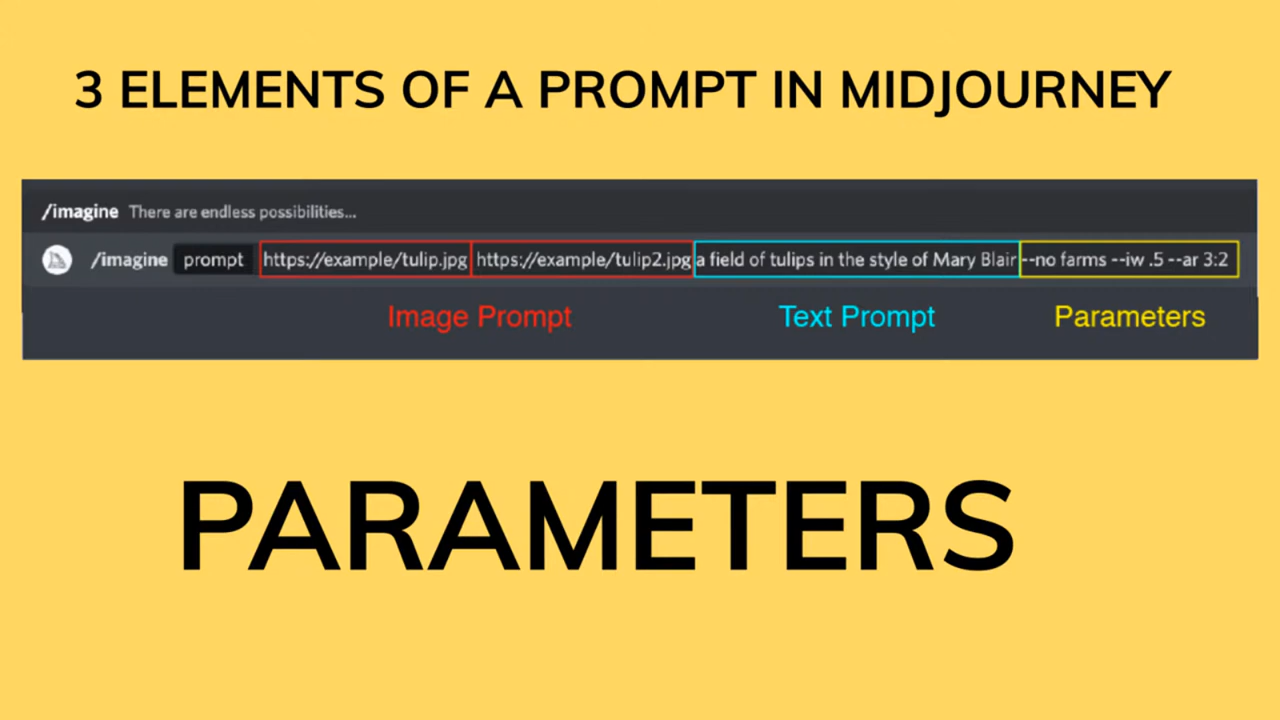 3 ELEMENTS OF A PROMPT IN MIDJOURNEY
/imagine There are endless possibilities...
/imagine prompt https://example/tulip.jpg https://example/tulip2.jpg a field of tulips in the style of Mary Blair --no farms --iw .5 --ar 3:2
Image Prompt Text Prompt Parameters
PARAMETERS